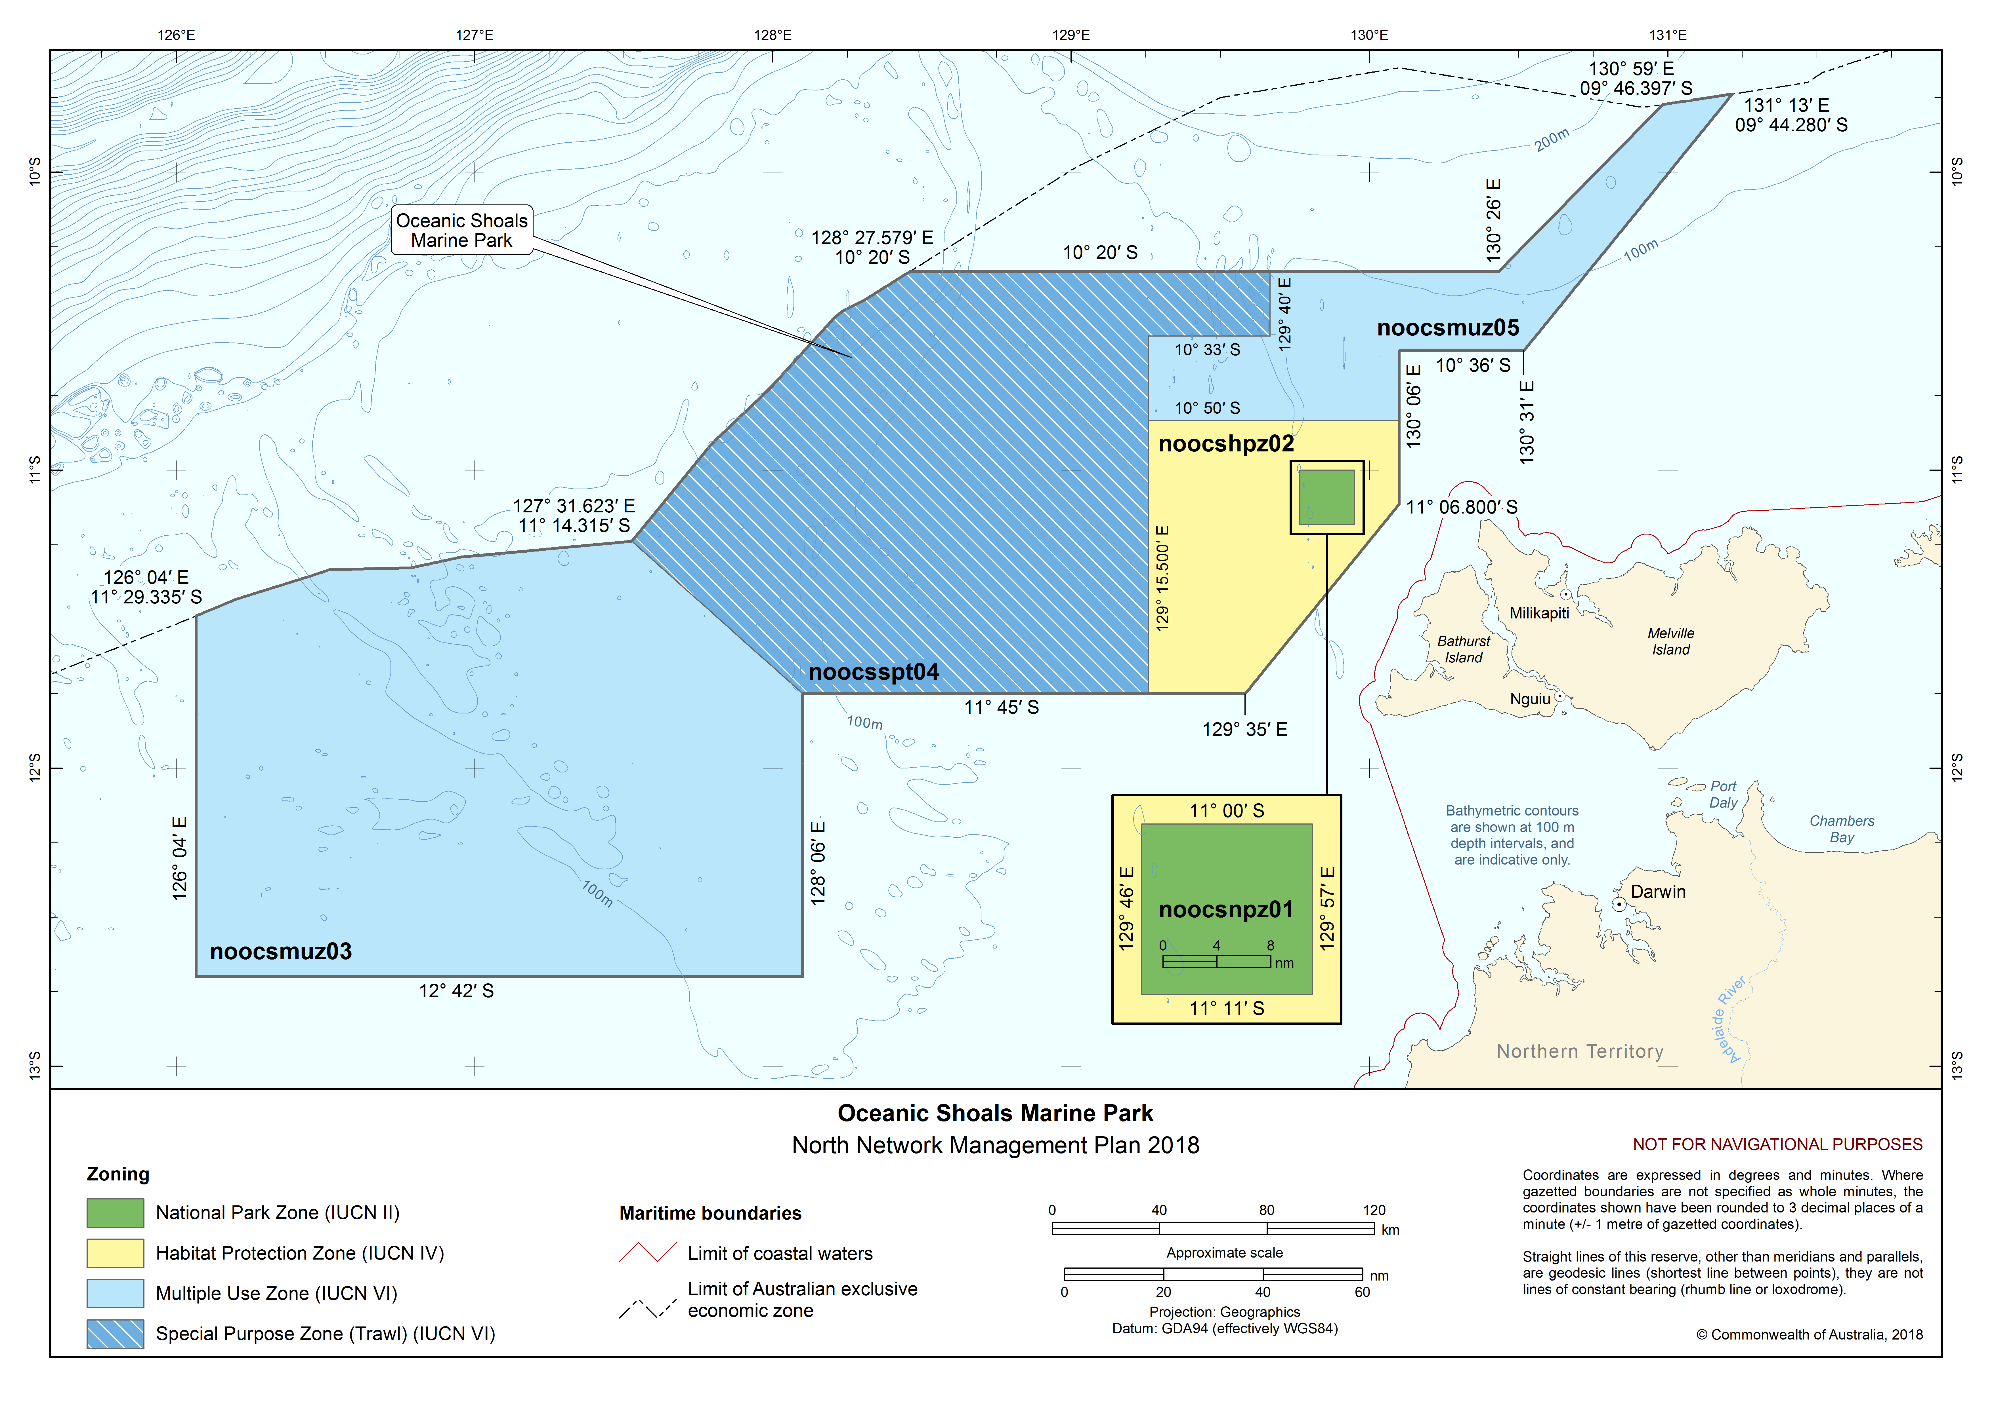 126°E
127°E
128°E
129°E
130°E
131°E
10°S
11°S
12°S
13°S
10°S
11°S
12°S
13°S
130° 59′ E
09° 46.397′ S
131° 13′ E
09° 44.280′ S
200m
100m
Oceanic Shoals
Marine Park
128° 27.579′ E
10° 20′ S
10° 20′ S
130° 26′ E
129° 40′ E
noocsmuz05
10° 33′ S
10° 36′ S
130° 06′ E
130° 31′ E
10° 50′ S
noocshpz02
127° 31.623′ E
11° 14.315′ S
11° 06.800′ S
129° 15.500′ E
126° 04′ E
11° 29.335′ S
Milikapiti
Bathurst
Island
Melville
Island
Nguiu
noocsspt04
11° 45′ S
129° 35′ E
100m
100m
126° 04′ E
128° 06′ E
noocsmuz03
12° 42′ S
11° 00′ S
129° 46′ E
129° 57′ E
noocsnpz01
0 4 8
nm
11° 11′ S
Bathymetric contours
are shown at 100 m
depth intervals, and
are indicative only.
Port
Daly
Chambers
Bay
Darwin
Adelaide River
Northern Territory
Oceanic Shoals Marine Park
North Network Management Plan 2018
Zoning
National Park Zone (IUCN II)
Habitat Protection Zone (IUCN IV)
Multiple Use Zone (IUCN VI)
Special Purpose Zone (Trawl) (IUCN VI)
Maritime boundaries
Limit of coastal waters
Limit of Australian exclusive
economic zone
0 40 80 120
km
Approximate scale
nm
0 20 40 60
Projection: Geographics
Datum: GDA94 (effectively WGS84)
NOT FOR NAVIGATIONAL PURPOSES
Coordinates are expressed in degrees and minutes. Where
gazetted boundaries are not specified as whole minutes, the
coordinates shown have been rounded to 3 decimal places of a
minute (+/- 1 metre of gazetted coordinates).
Straight lines of this reserve, other than meridians and parallels,
are geodesic lines (shortest line between points), they are not
lines of constant bearing (rhumb line or loxodrome).
© Commonwealth of Australia, 2018